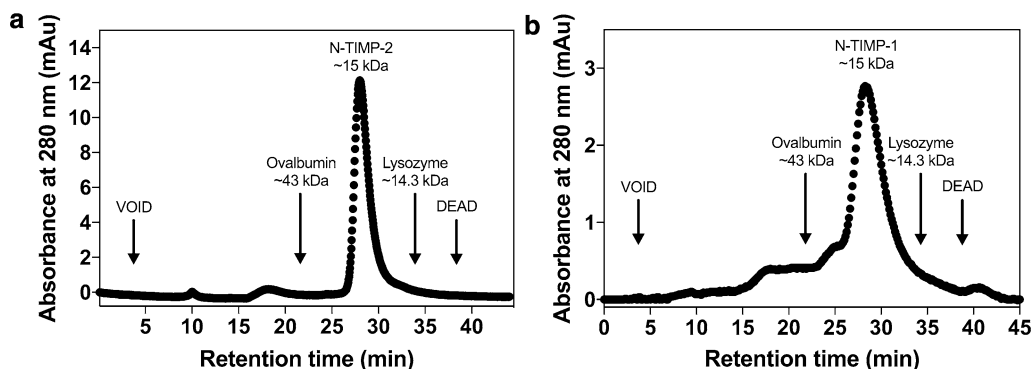 a
Absorbance at 280 nm (mAu)
14
12
10
8
6
4
2
0
N-TIMP-2
~15 kDa
Ovalbumin
~43 kDa
Lysozyme
~14.3 kDa
VOID
DEAD
5 10 15 20 25 30 35 40
Retention time (min)
b
Absorbance at 280 nm (mAu)
3
2
1
0
N-TIMP-1
~15 kDa
Ovalbumin
~43 kDa
Lysozyme
~14.3 kDa
VOID
DEAD
0 5 10 15 20 25 30 35 40 45
Retention time (min)